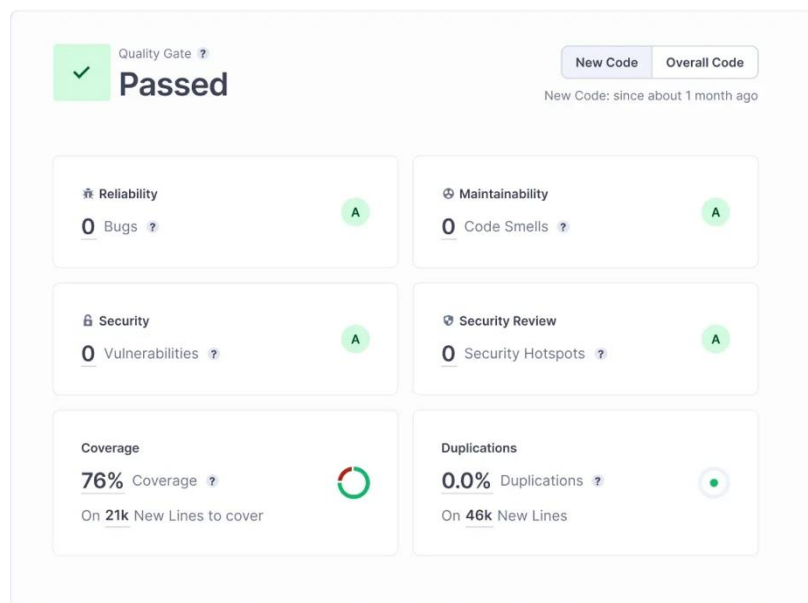 Quality Gate ?
Passed
New Code Overall Code
New Code: since about 1 month ago
Reliability
0 Bugs ?
A
Maintainability
0 Code Smells ?
A
Security
0 Vulnerabilities ?
A
Security Review
0 Security Hotspots ?
A
Coverage
76% Coverage ?
On 21k New Lines to cover
Duplications
0.0% Duplications ?
On 46k New Lines